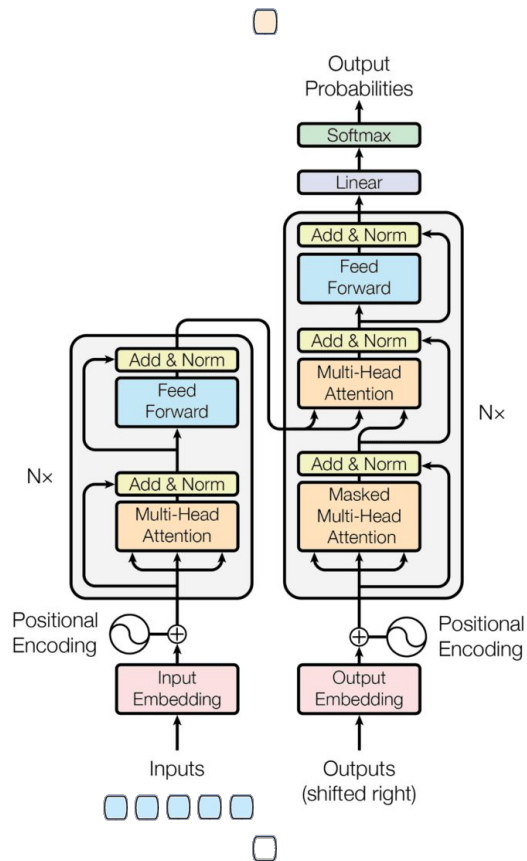 Output
Probabilities
Softmax
Linear
Add & Norm
Feed
Forward
Add & Norm
Multi-Head
Attention
Add & Norm
Masked
Multi-Head
Attention
N×
Add & Norm
Feed
Forward
Add & Norm
Multi-Head
Attention
N×
Positional
Encoding
Positional
Encoding
Input
Embedding
Output
Embedding
Inputs
Outputs
(shifted right)